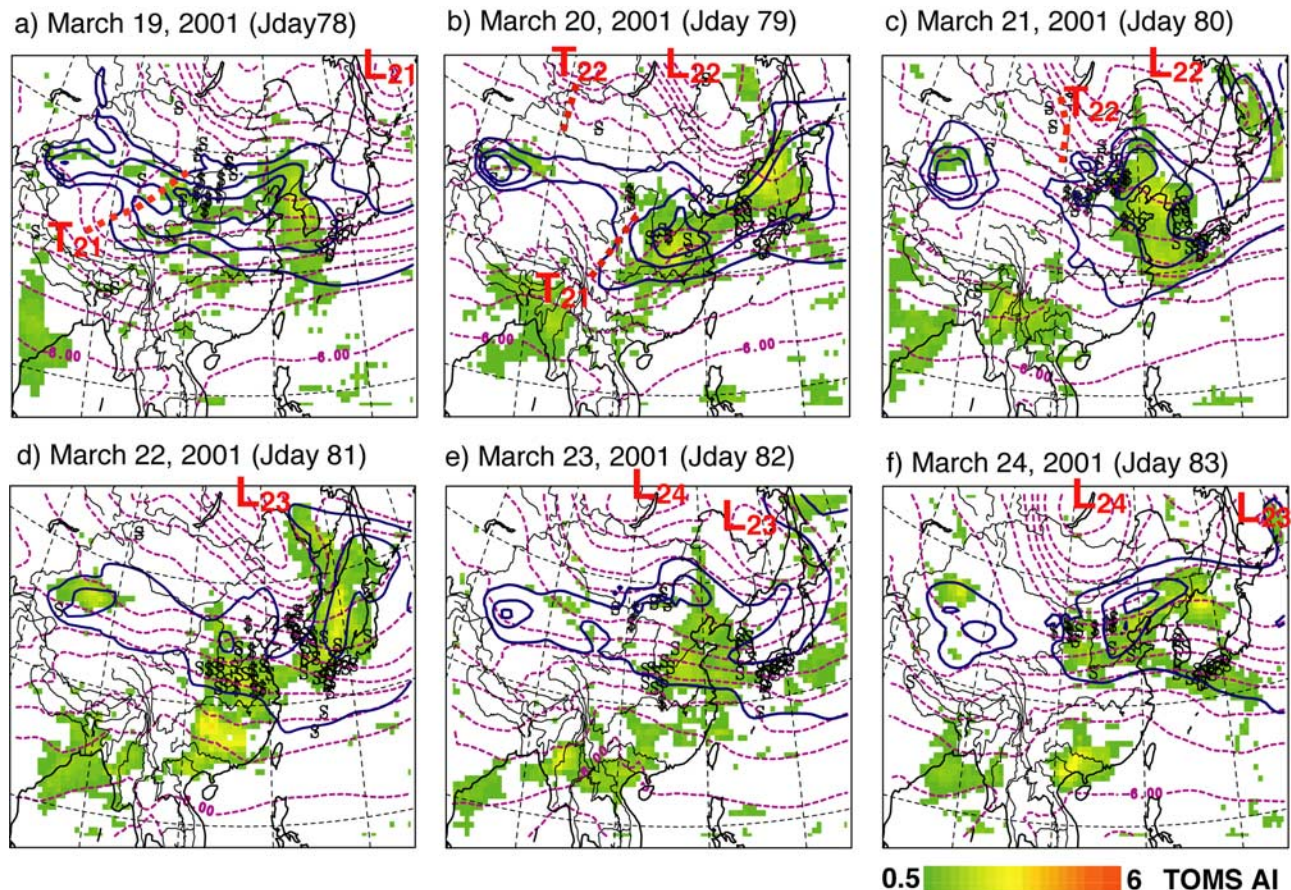 a) March 19, 2001 (Jday78)
b) March 20, 2001 (Jday 79)
c) March 21, 2001 (Jday 80)
L21
T22
L22
L22
T22
T21
T21
6.00
6.00
6.00
6.00
6.00
d) March 22, 2001 (Jday 81)
e) March 23, 2001 (Jday 82)
f) March 24, 2001 (Jday 83)
L23
L24
L23
L24
L23
6.00
0.5
6 TOMS AI